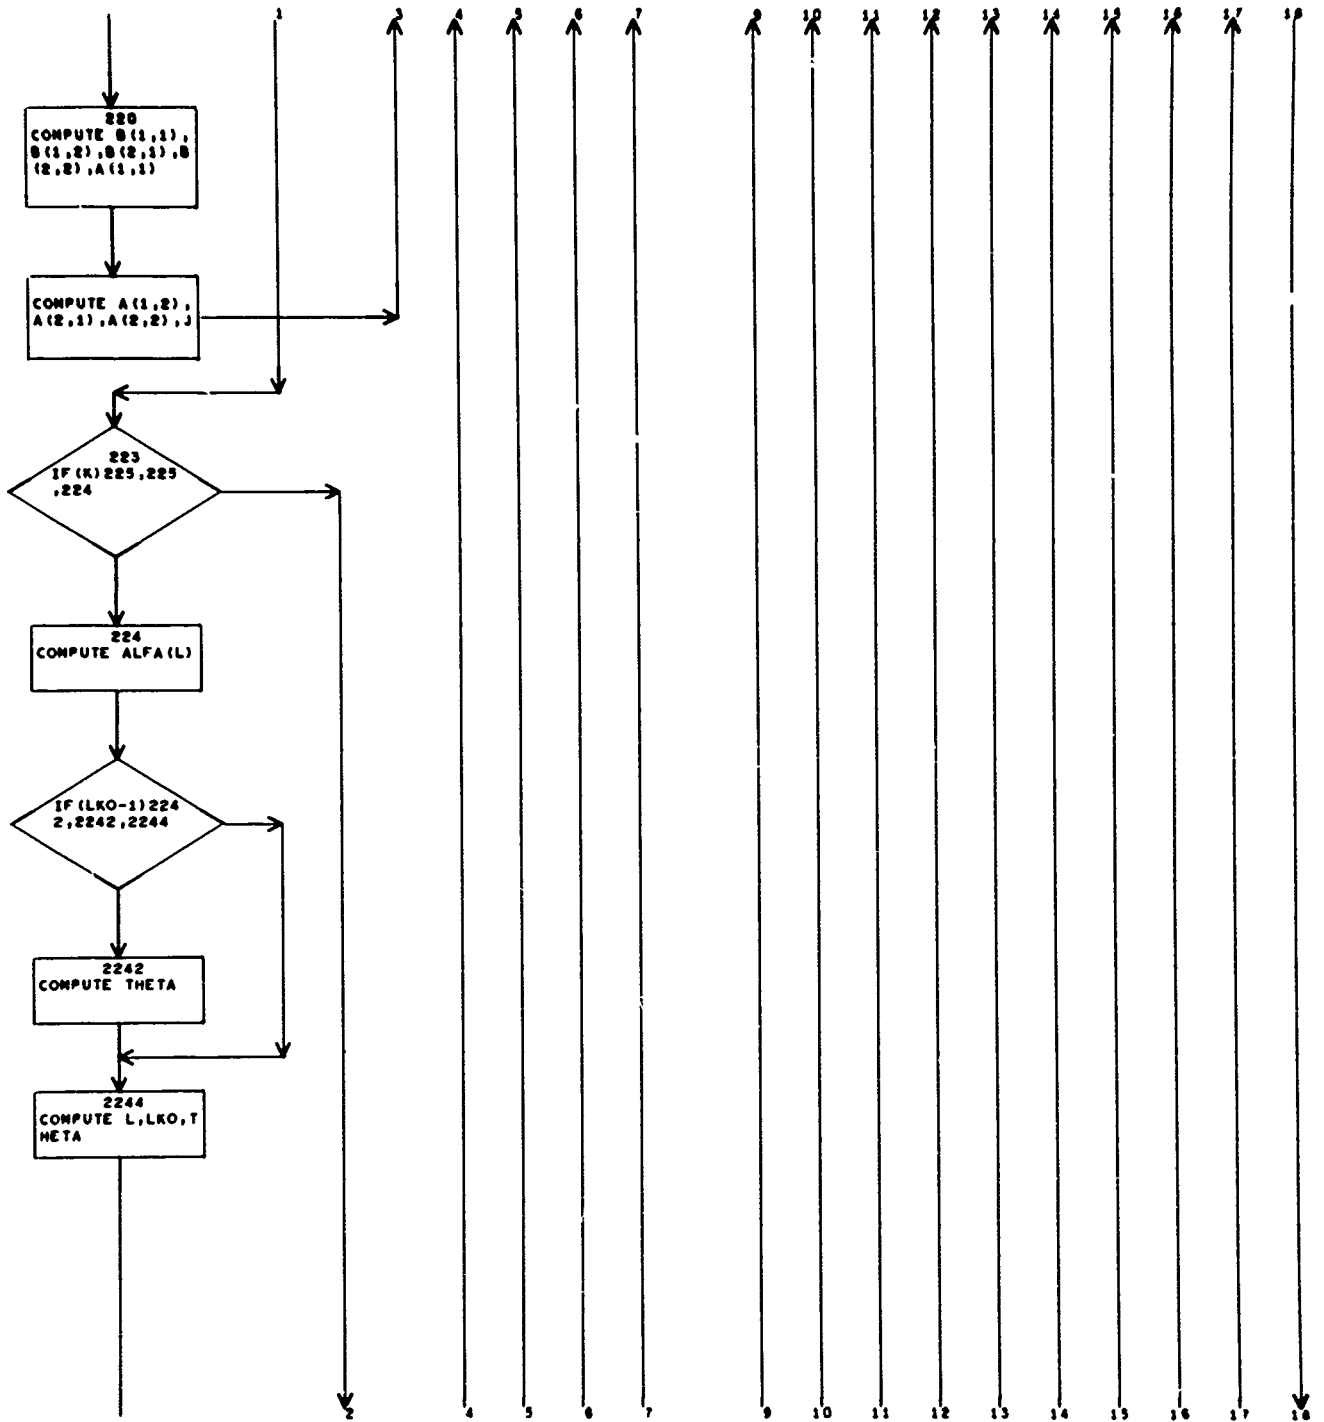 1 3 4 5 6 7 9 10 11 12 13 14 15 16 17 18
220
COMPUTE B(1,1),
B(1,2),B(2,1),B
(2,2),A(1,1)
COMPUTE A(1,2),
A(2,1),A(2,2),J
223
IF(K)225,225
,224
224
COMPUTE ALFA(L)
IF(LKO-1)224
2,2242,2244
2242
COMPUTE THETA
2244
COMPUTE L,LKO,T
HETA
2 4 5 6 7 9 10 11 12 13 14 15 16 17 18